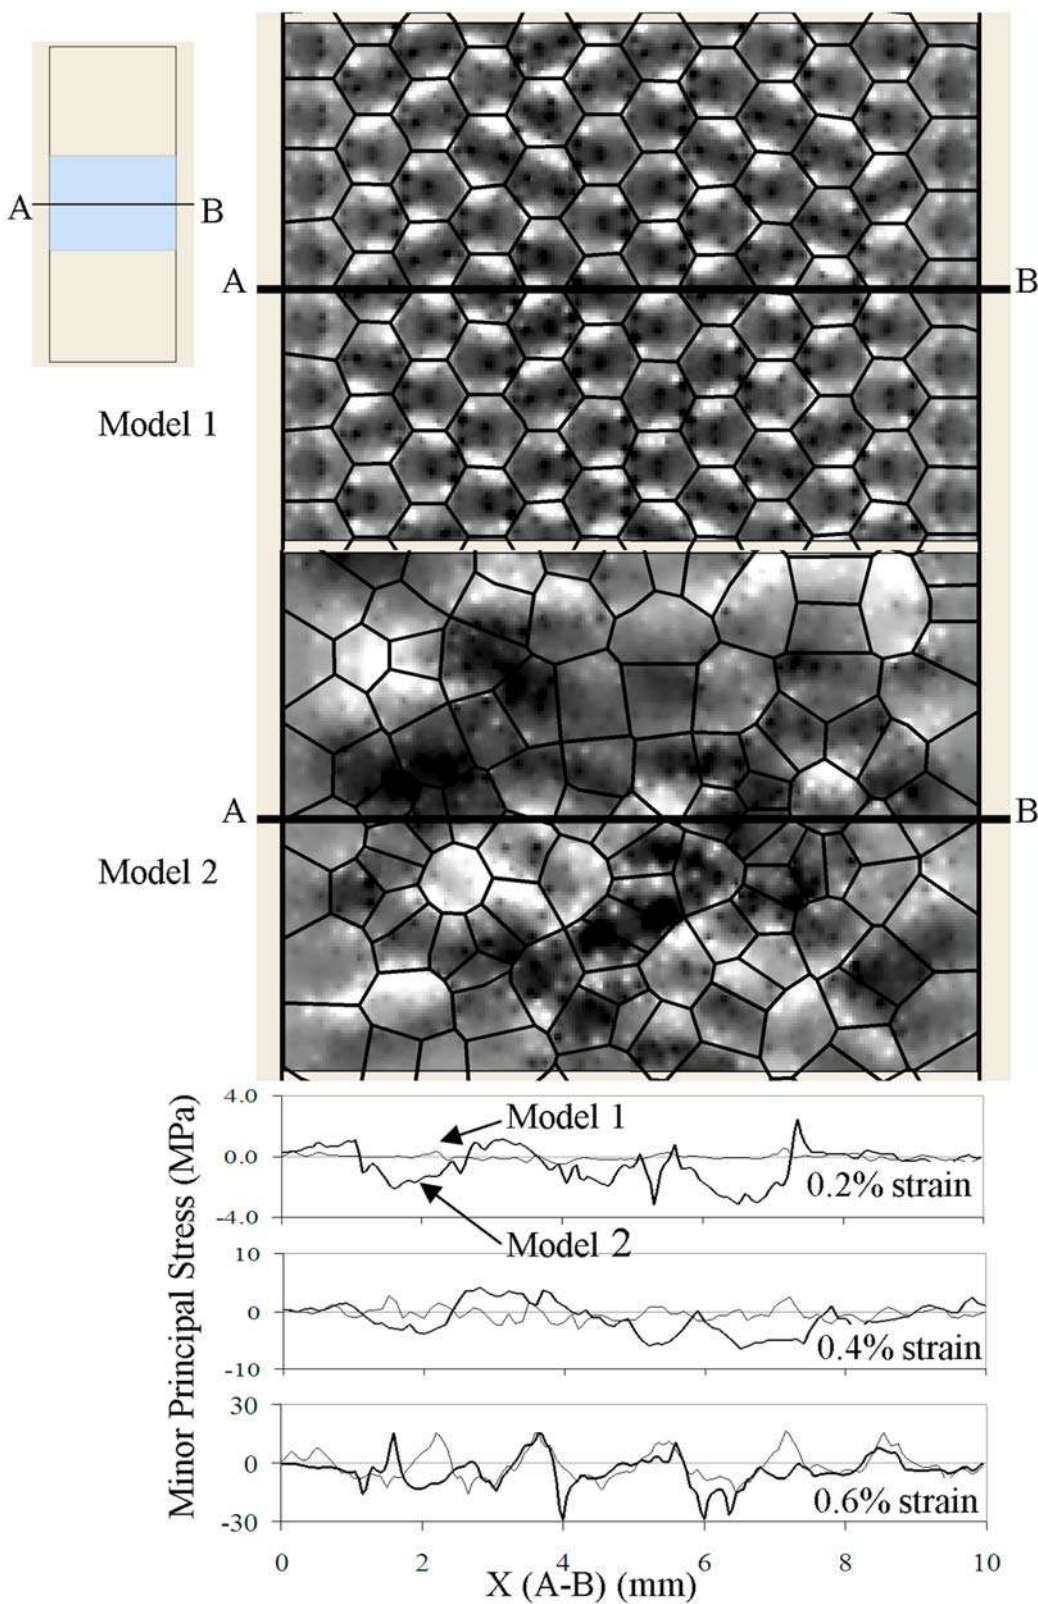 A
B
A
B
Model 1
A
B
Model 2
Minor Principal Stress (MPa)
4.0
0.0
-4.0
Model 1
0.2% strain
Model 2
10
0
-10
0.4% strain
30
0
-30
0.6% strain
0 2 4 6 8 10
X (A-B) (mm)